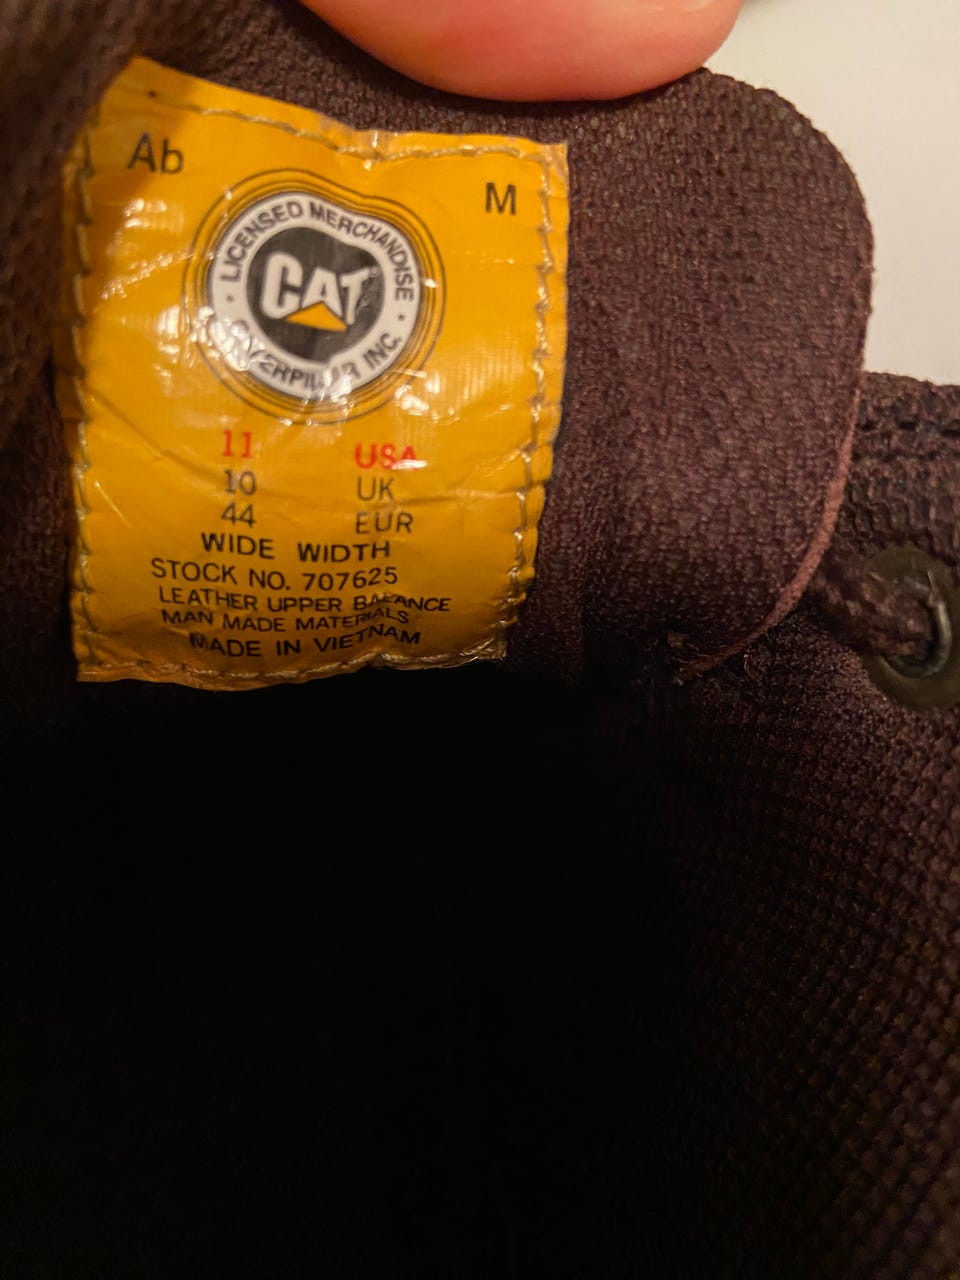 Ab
M
LICENSED MERCHANDISE
CAT
CATERPILLAR INC.
11 USA
10 UK
44 EUR
WIDE WIDTH
STOCK NO. 707625
LEATHER UPPER BALANCE
MAN MADE MATERIALS
MADE IN VIETNAM